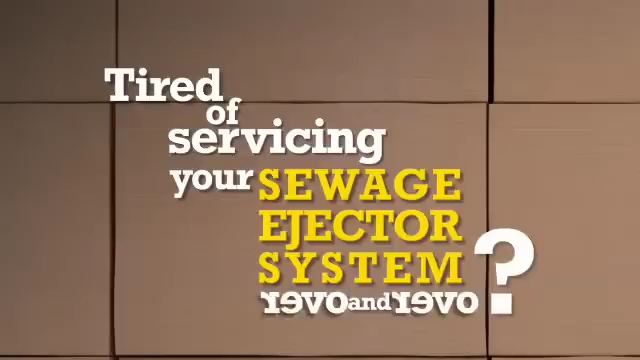 Tired
of
servicing
your SEWAGE
EJECTOR
SYSTEM
over and over ?